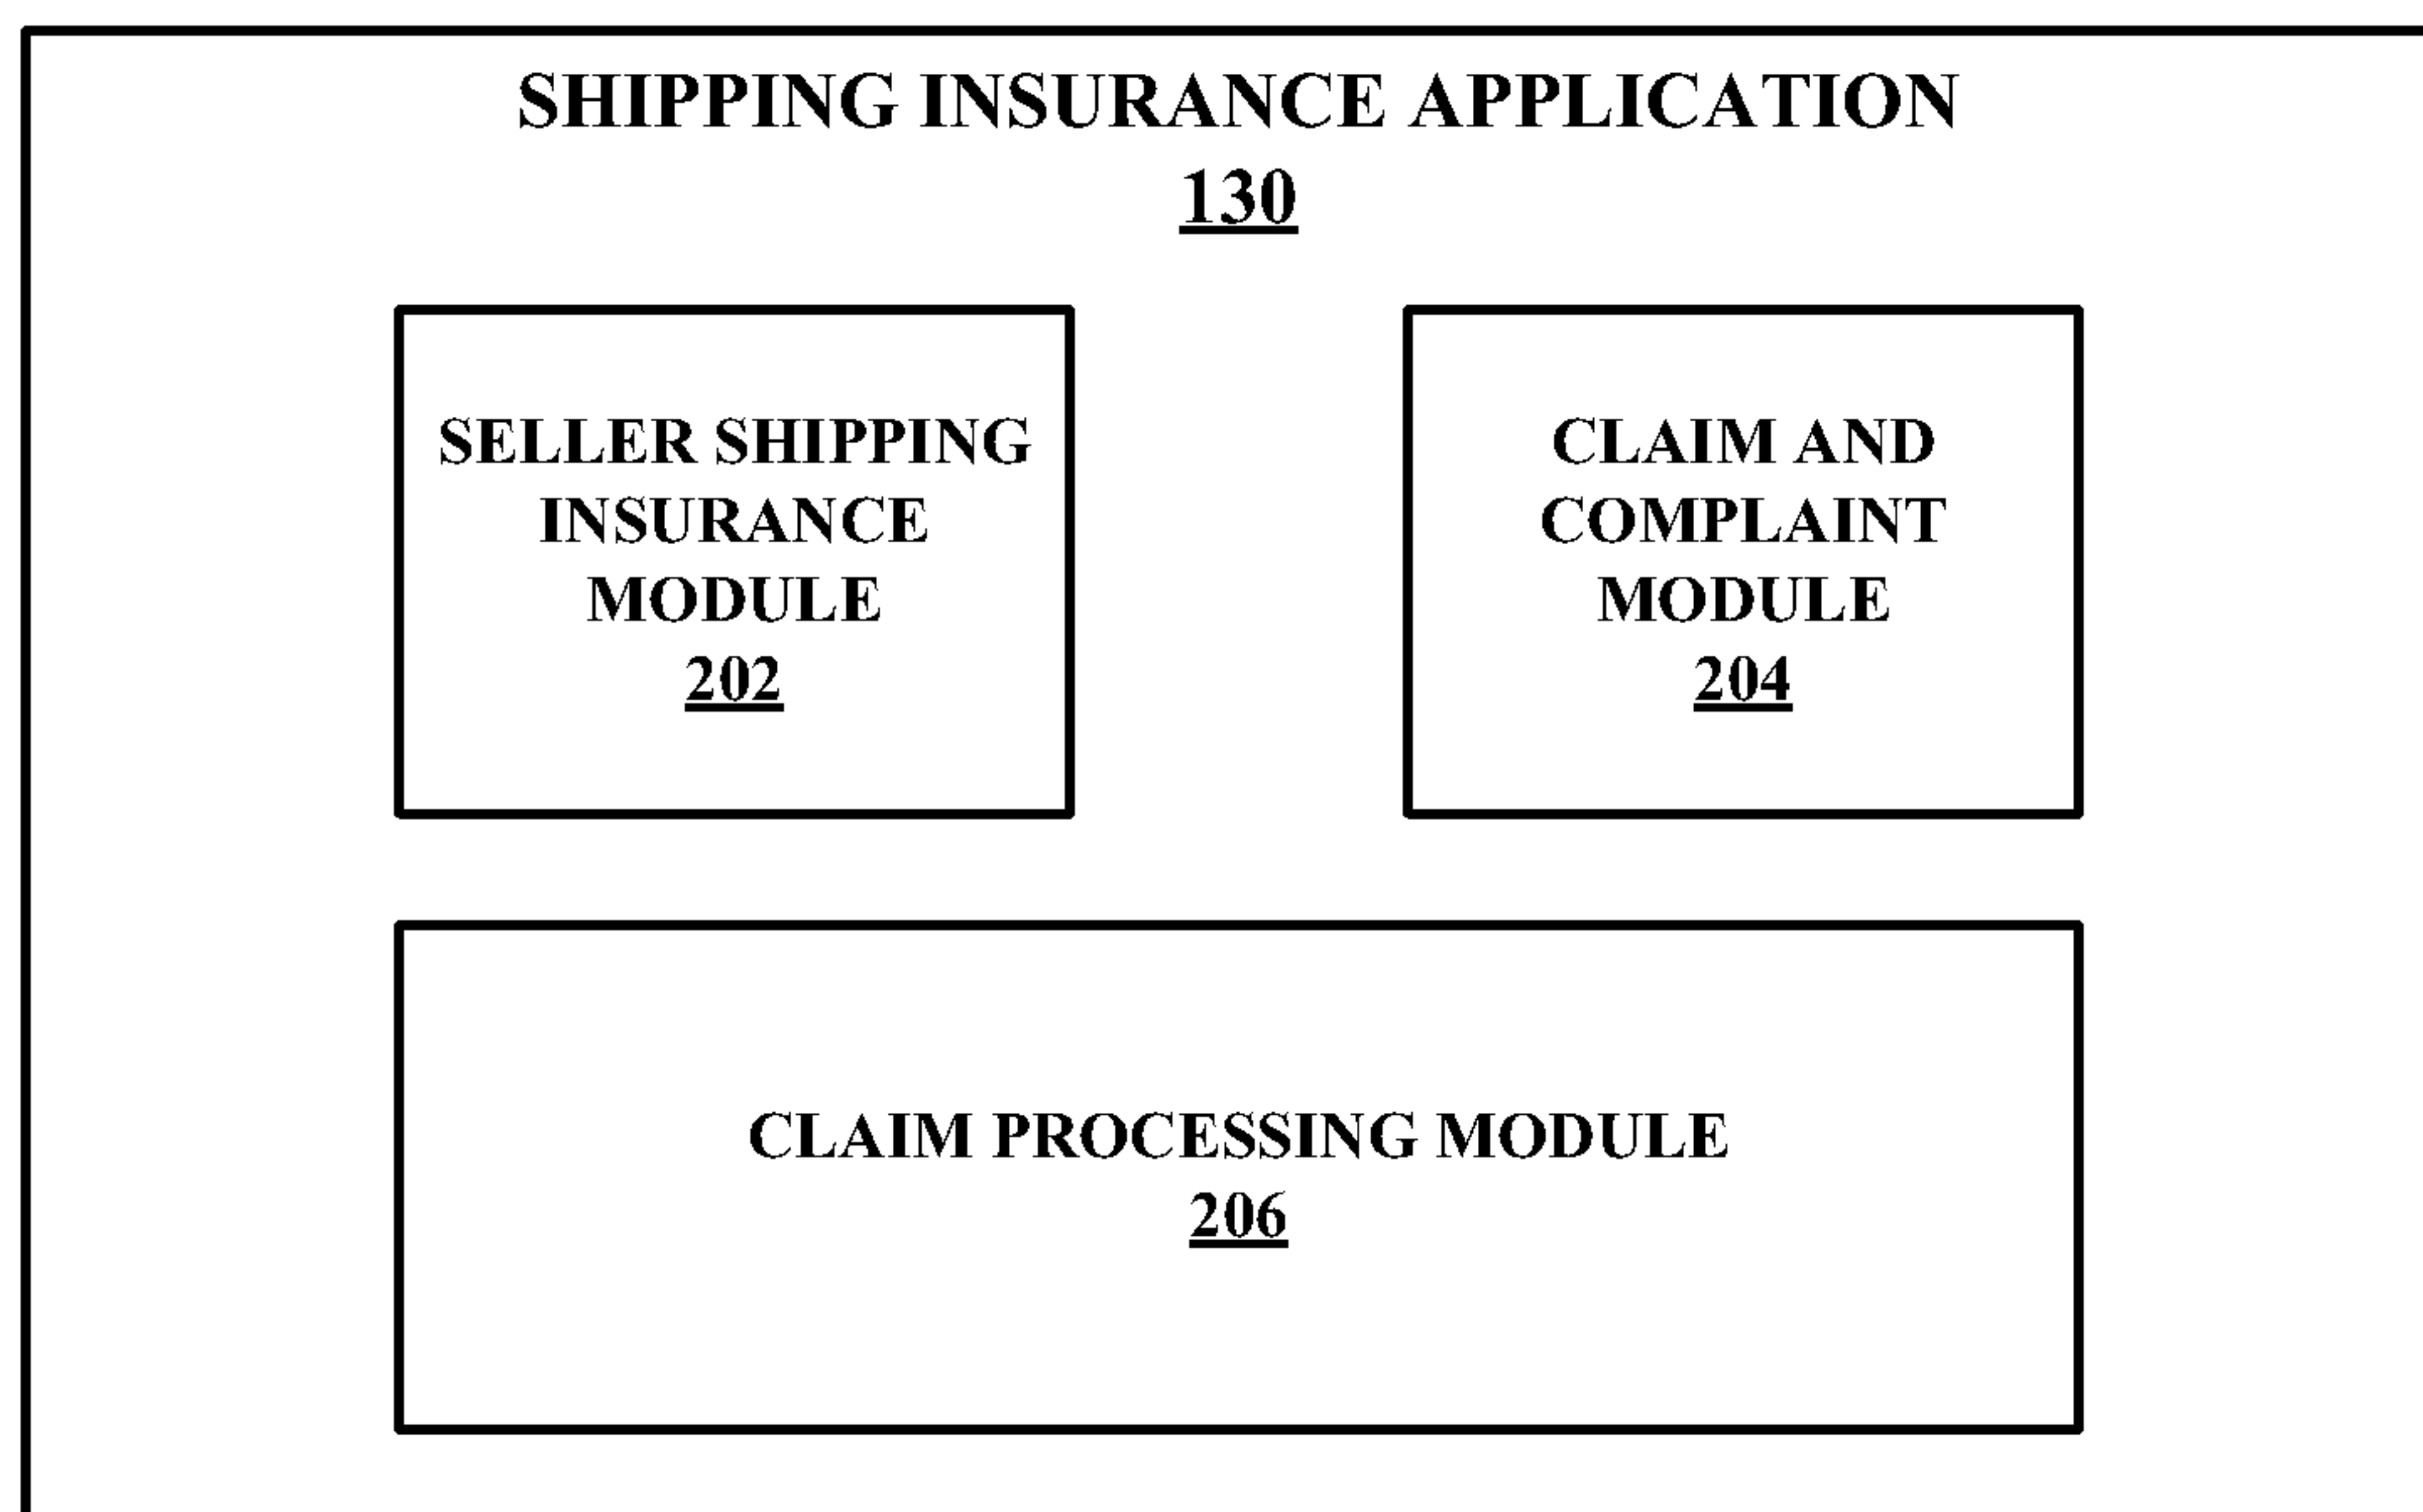 SHIPPING INSURANCE APPLICATION
130
SELLER SHIPPING
INSURANCE
MODULE
202
CLAIM AND
COMPLAINT
MODULE
204
CLAIM PROCESSING MODULE
206